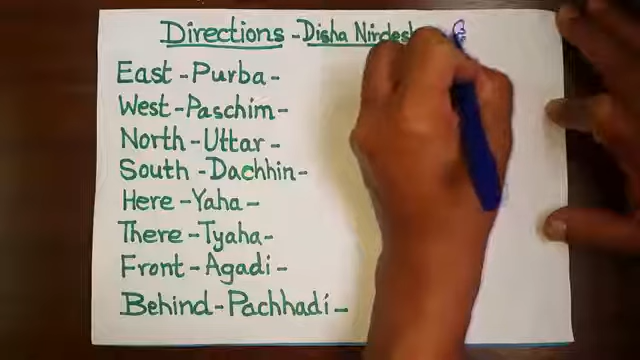 Directions - Disha Nirdesh
East - Purba -
West - Paschim -
North - Uttar -
South - Dachhin -
Here - Yaha -
There - Tyaha -
Front - Agadi -
Behind - Pachhadi -